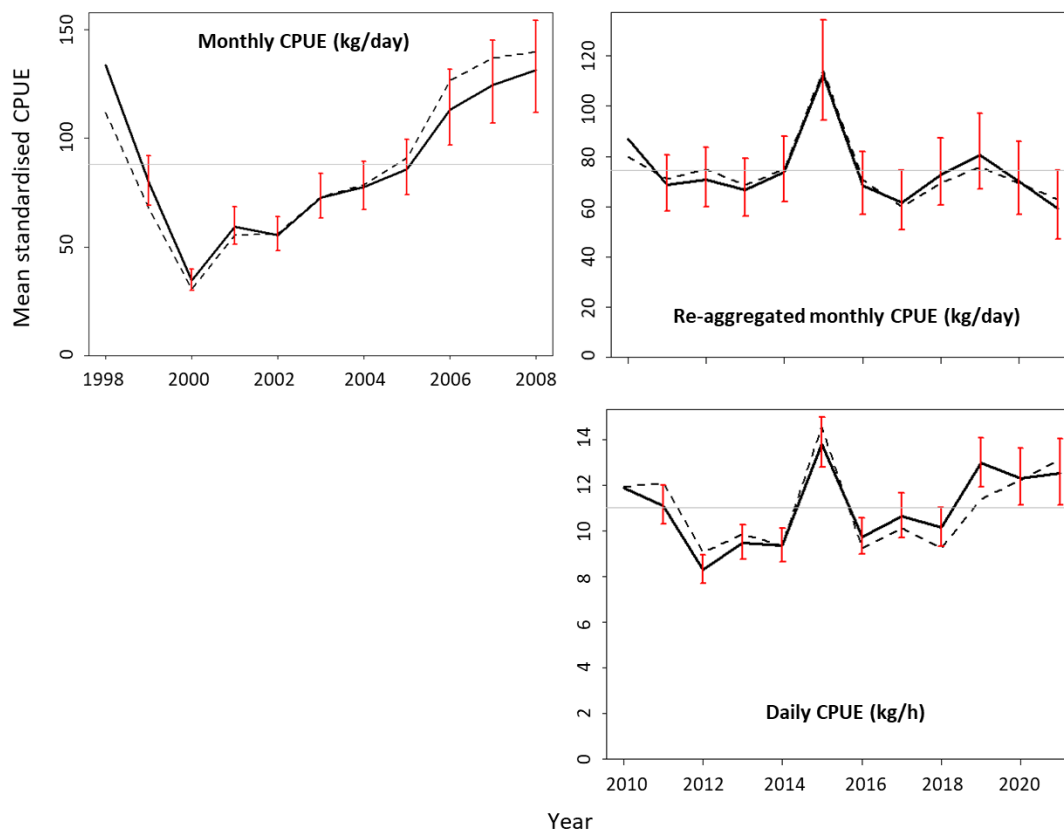 Mean standardised CPUE
Monthly CPUE (kg/day)
150
100
50
0
1998 2000 2002 2004 2006 2008
120
100
80
60
40
20
0
Re-aggregated monthly CPUE (kg/day)
14
12
10
8
6
4
2
0
Daily CPUE (kg/h)
2010 2012 2014 2016 2018 2020
Year